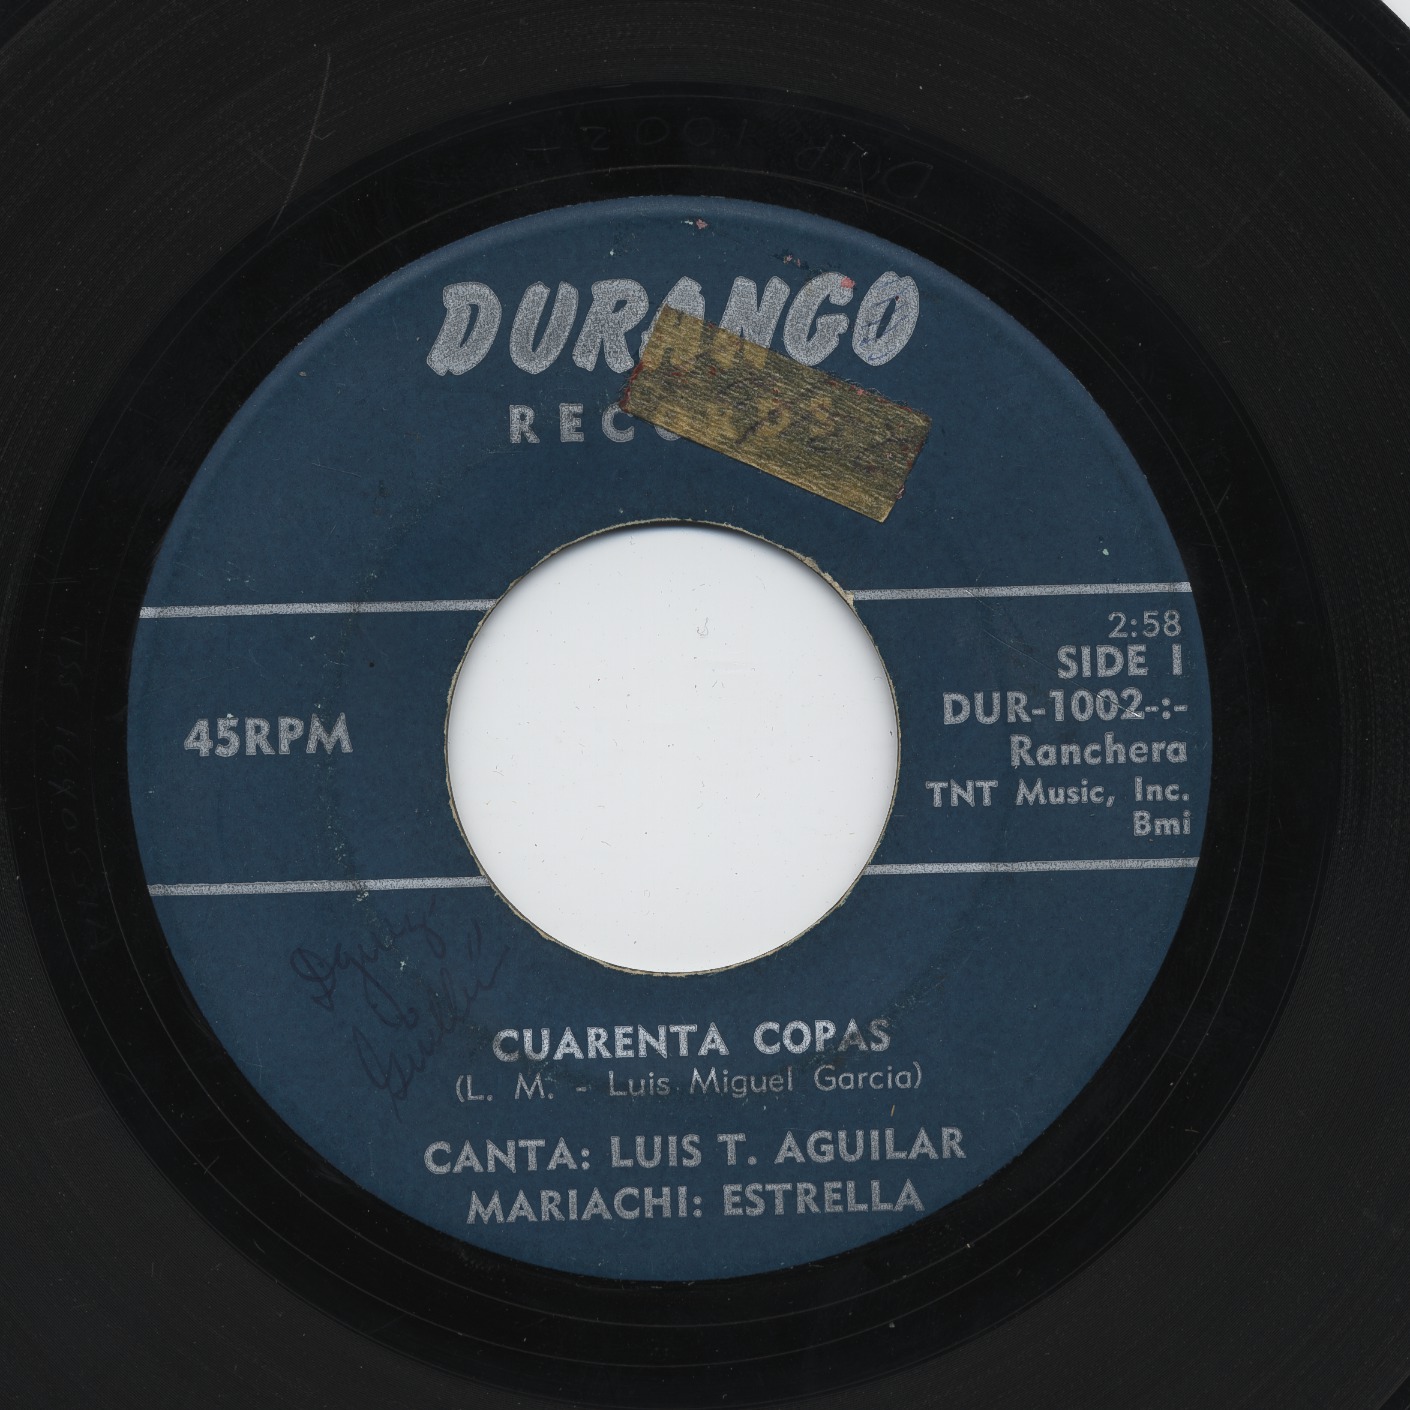 DURANGO
45RPM
2:58
SIDE 1
DUR-1002-:-
Ranchera
TNT Music, Inc.
Bmi
CUARENTA COPAS
(L. M. - Luis Miguel Garcia)
CANTA: LUIS T. AGUILAR
MARIACHI: ESTRELLA